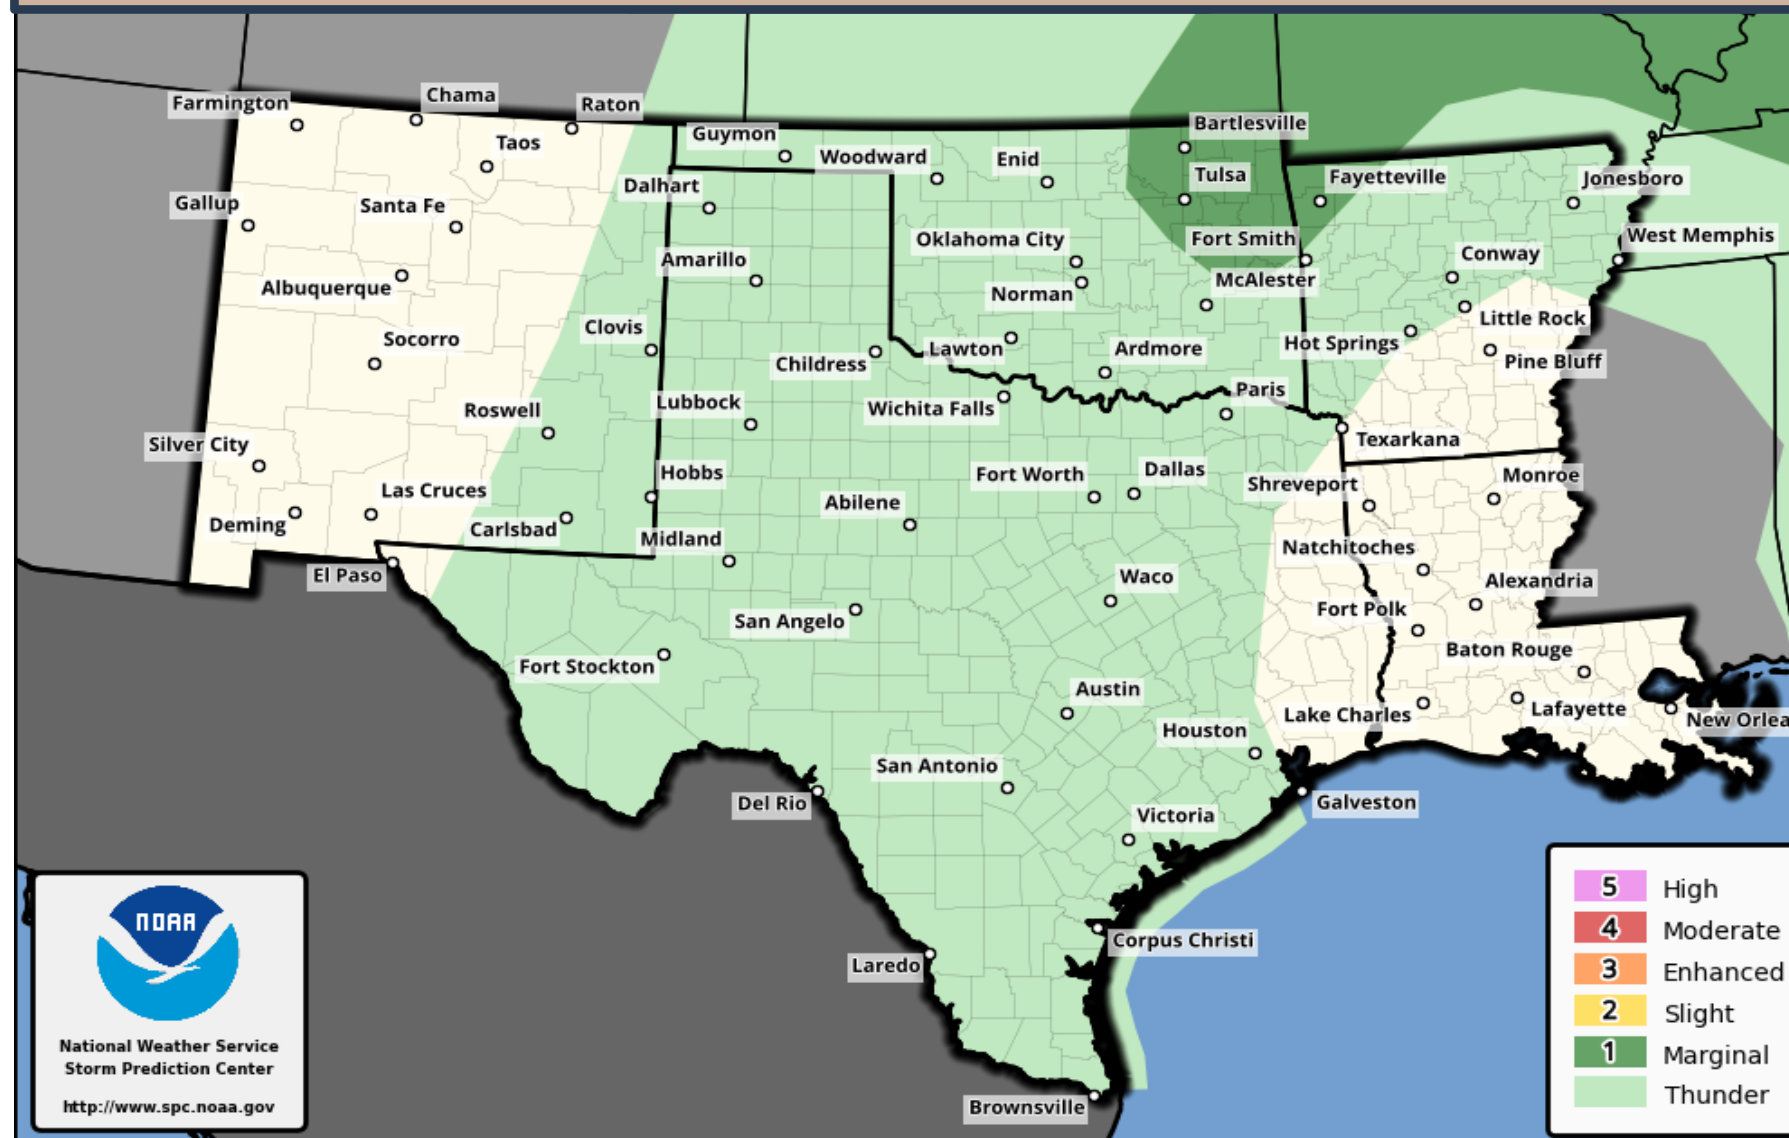 Farmington
Chama
Raton
Taos
Guymon
Woodward
Enid
Bartlesville
Tulsa
Fayetteville
Jonesboro
Gallup
Santa Fe
Dalhart
Oklahoma City
Fort Smith
Conway
West Memphis
Albuquerque
Amarillo
Norman
McAlester
Socorro
Clovis
Childress
Lawton
Ardmore
Hot Springs
Little Rock
Pine Bluff
Roswell
Lubbock
Wichita Falls
Paris
Silver City
Texarkana
Las Cruces
Hobbs
Abilene
Fort Worth
Dallas
Shreveport
Monroe
Deming
Carlsbad
Midland
Natchitoches
El Paso
Waco
Alexandria
San Angelo
Fort Polk
Fort Stockton
Baton Rouge
Austin
Houston
Lake Charles
Lafayette
New Orlea
San Antonio
Del Rio
Victoria
Galveston
Corpus Christi
Laredo
Brownsville
NOAA
National Weather Service
Storm Prediction Center
http://www.spc.noaa.gov
5 High
4 Moderate
3 Enhanced
2 Slight
1 Marginal
Thunder